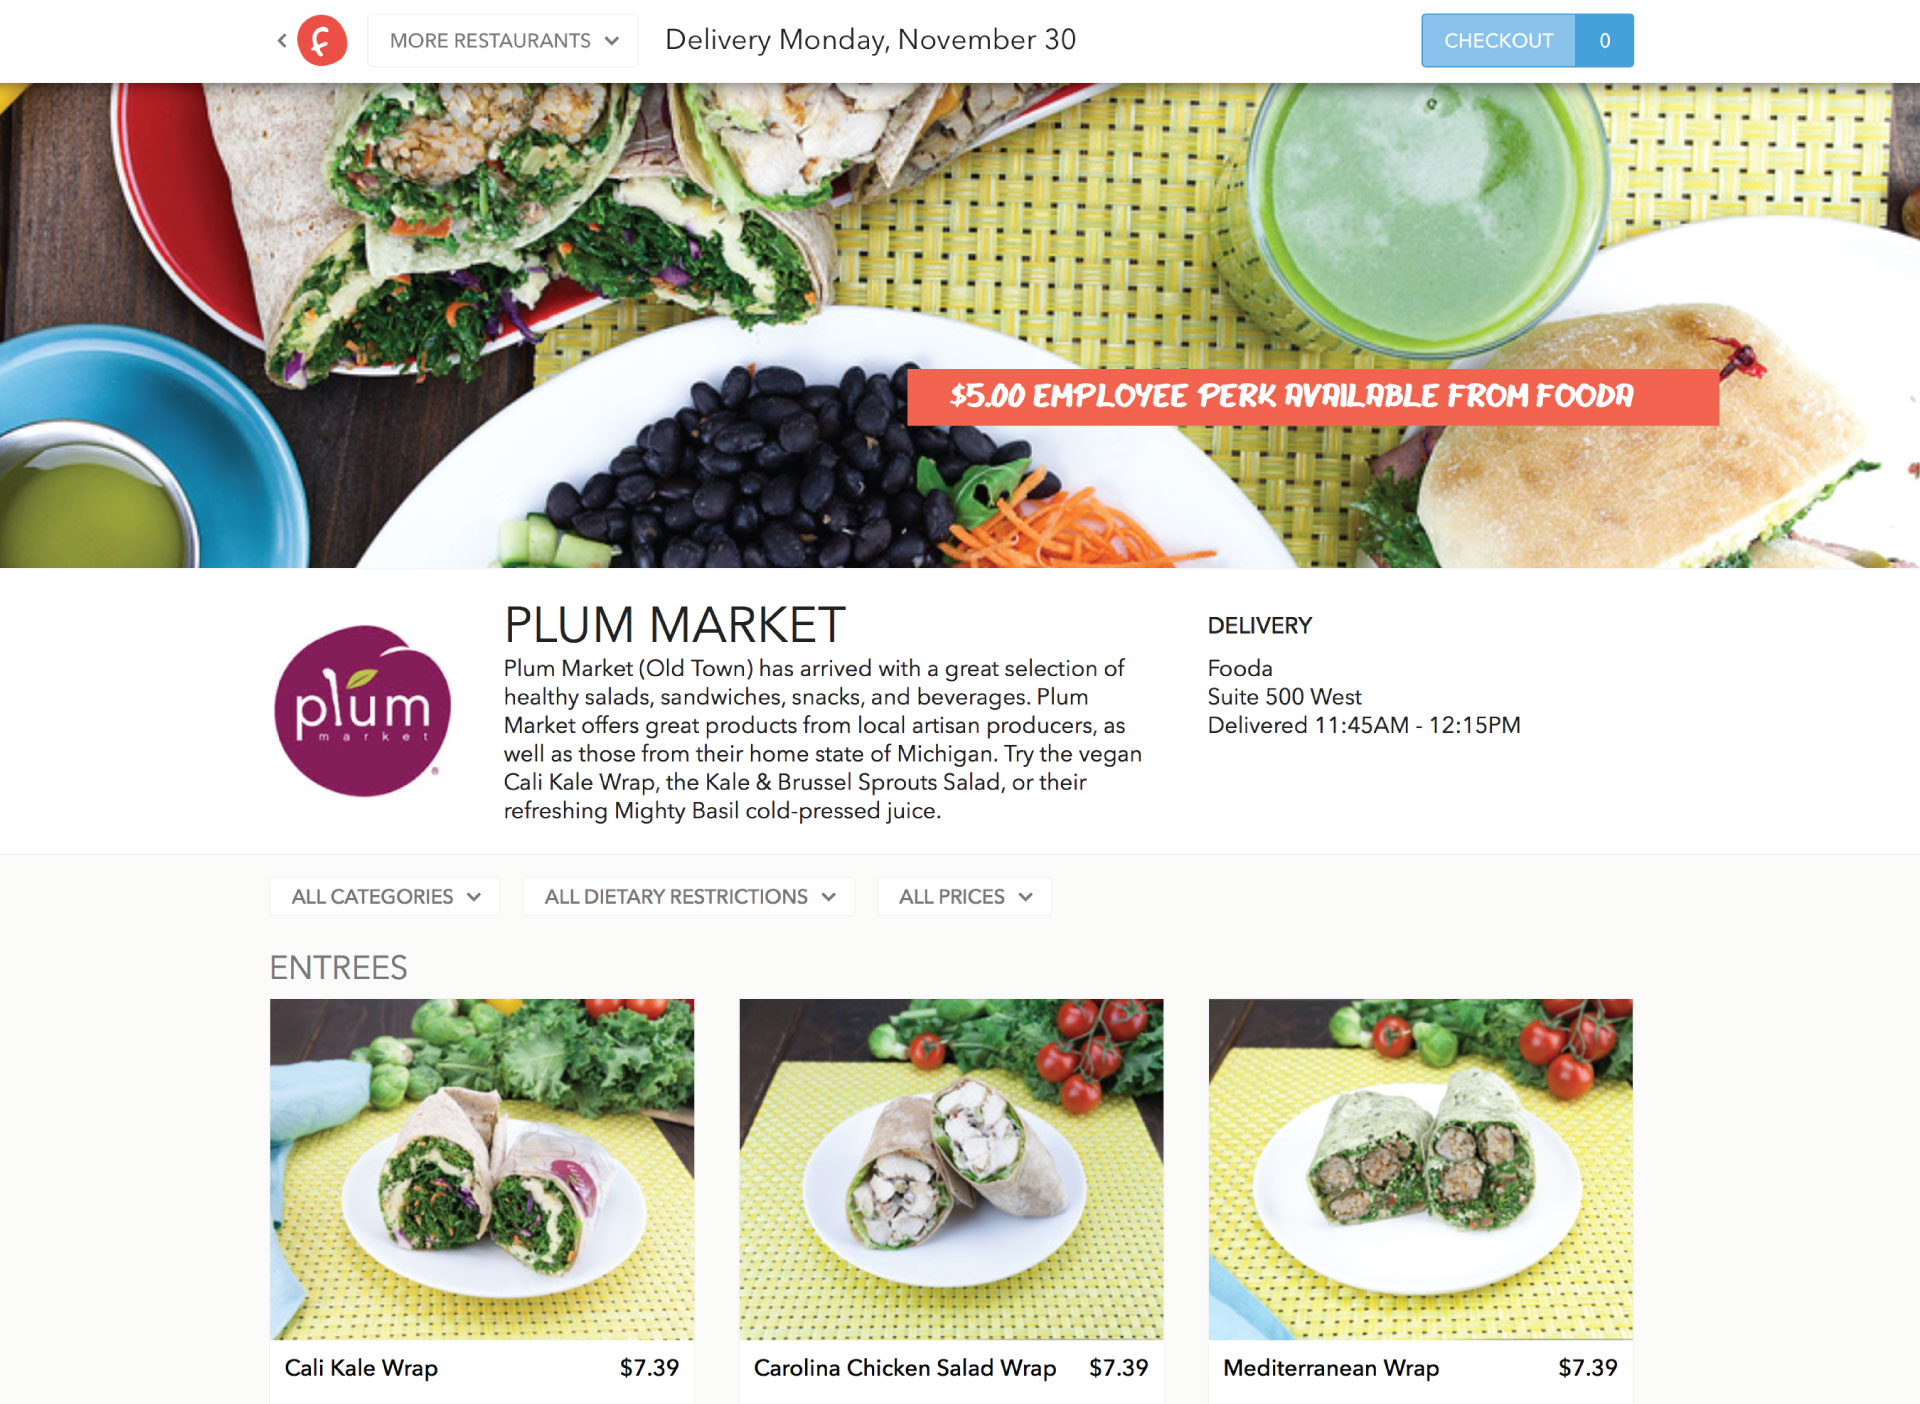 MORE RESTAURANTS
Delivery Monday, November 30
CHECKOUT 0
$5.00 EMPLOYEE PERK AVAILABLE FROM FOODA
plum
market
PLUM MARKET
Plum Market (Old Town) has arrived with a great selection of
healthy salads, sandwiches, snacks, and beverages. Plum
Market offers great products from local artisan producers, as
well as those from their home state of Michigan. Try the vegan
Cali Kale Wrap, the Kale & Brussel Sprouts Salad, or their
refreshing Mighty Basil cold-pressed juice.
DELIVERY
Fooda
Suite 500 West
Delivered 11:45AM - 12:15PM
ALL CATEGORIES
ALL DIETARY RESTRICTIONS
ALL PRICES
ENTREES
Cali Kale Wrap $7.39
Carolina Chicken Salad Wrap $7.39
Mediterranean Wrap $7.39